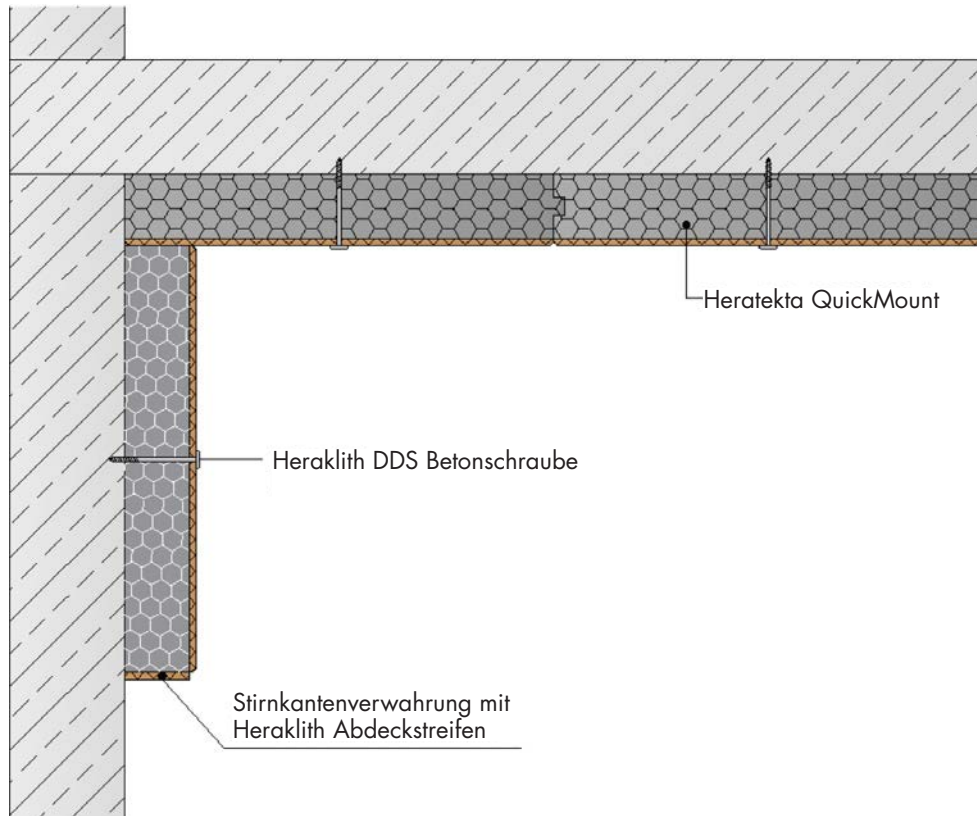 Heratekta QuickMount
Heraklith DDS Betonschraube
Stirnkantenverwahrung mit
Heraklith Abdeckstreifen